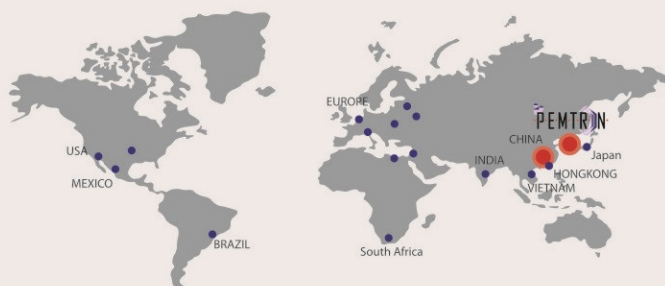 EUROPE
PEMTRON
CHINA
USA
INDIA
Japan
MEXICO
HONGKONG
VIETNAM
BRAZIL
South Africa